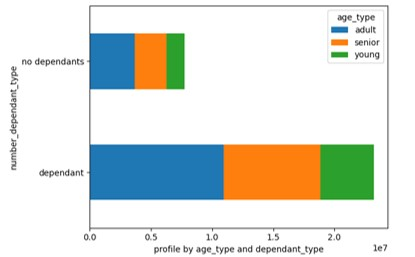 age_type
adult
senior
young
number_dependant_type
no dependants
dependant
0.0 0.5 1.0 1.5 2.0
1e7
profile by age_type and dependant_type